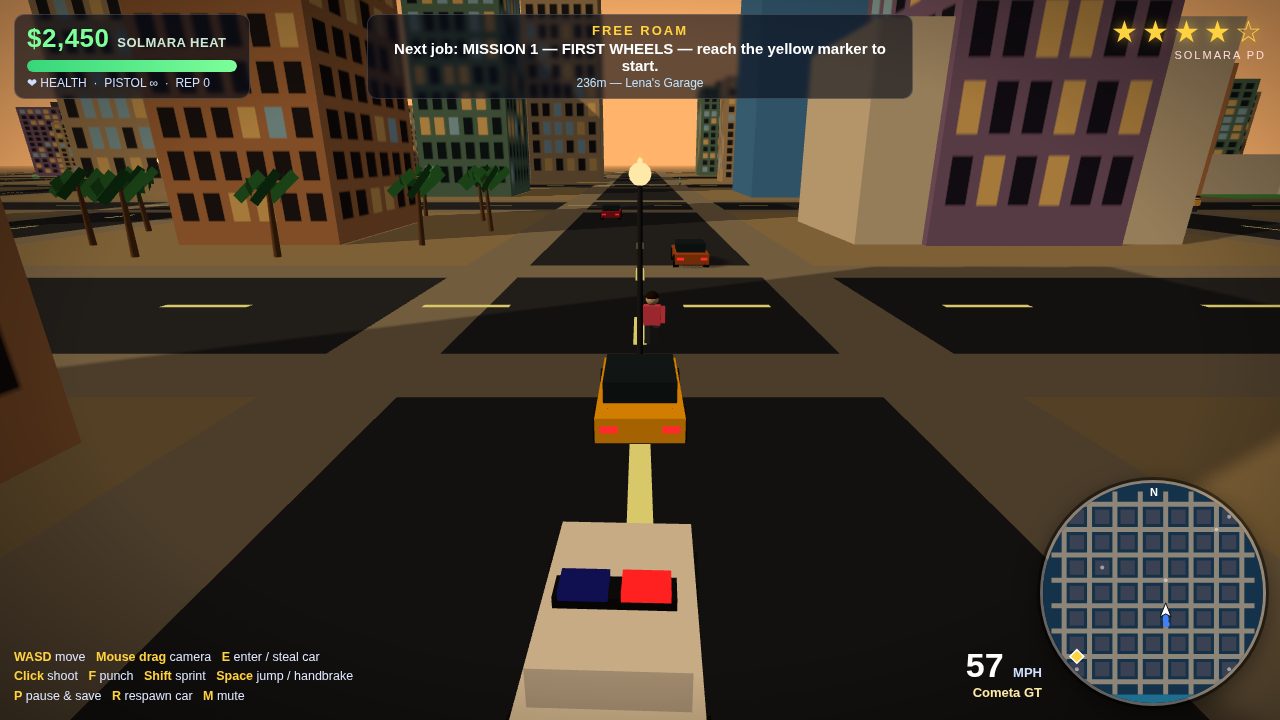 $2,450 SOLMARA HEAT
❤ HEALTH · PISTOL ∞ · REP 0
FREE ROAM
Next job: MISSION 1 — FIRST WHEELS — reach the yellow marker to
start.
236m — Lena's Garage
★★★★☆
SOLMARA PD
N
57 MPH
Cometa GT
WASD move Mouse drag camera E enter / steal car
Click shoot F punch Shift sprint Space jump / handbrake
P pause & save R respawn car M mute